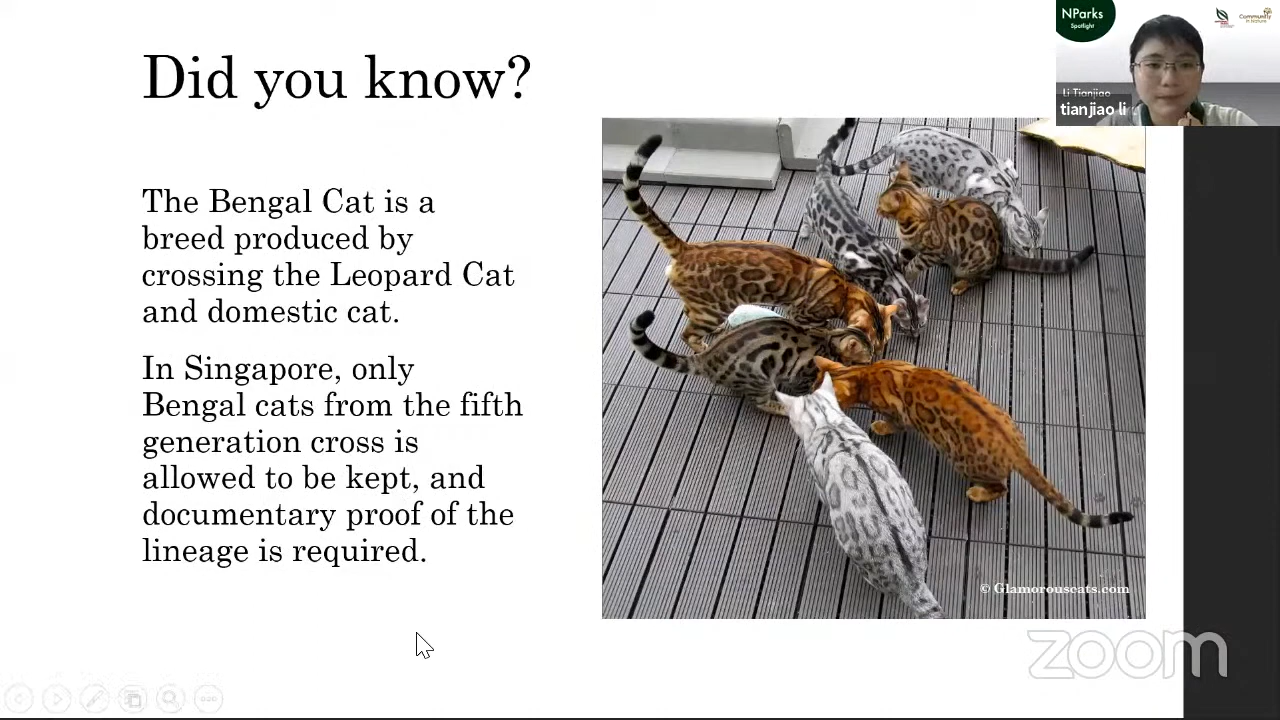 Did you know?
The Bengal Cat is a
breed produced by
crossing the Leopard Cat
and domestic cat.
In Singapore, only
Bengal cats from the fifth
generation cross is
allowed to be kept, and
documentary proof of the
lineage is required.
© Glamorouscats.com
NParks
Spotlight
Community
in Nature
Li Tianjiao
tianjiao li
zoom